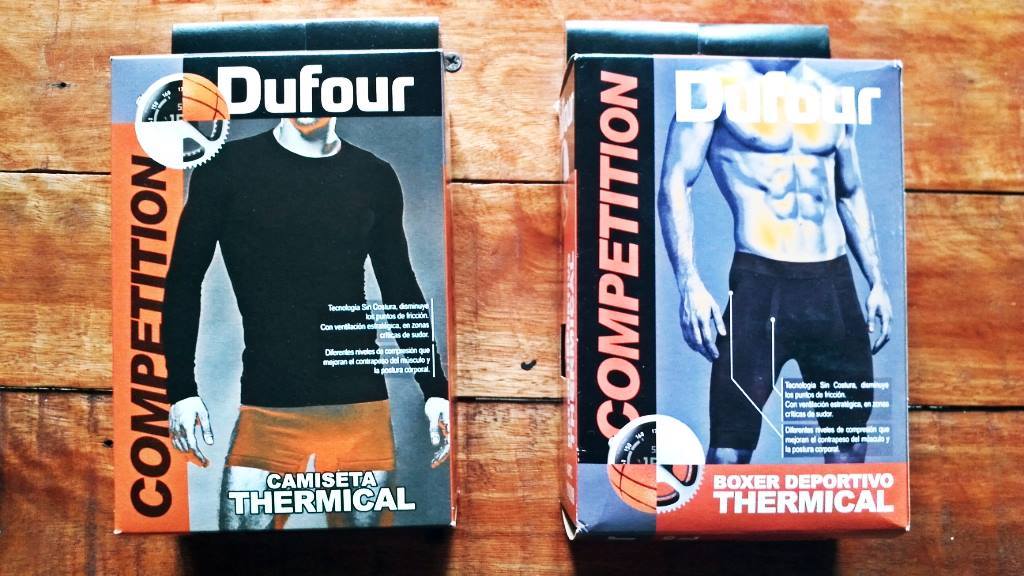 Dufour
COMPETITION
Tecnología Sin Costura, disminuye
los puntos de fricción.
Con ventilación estratégica, en zonas
críticas de sudor.
Diferentes niveles de compresión que
mejoran el contrapeso del músculo y
la postura corporal.
CAMISETA
THERMICAL
Dufour
COMPETITION
Tecnología Sin Costura, disminuye
los puntos de fricción.
Con ventilación estratégica, en zonas
críticas de sudor.
Diferentes niveles de compresión que
mejoran el contrapeso del músculo y
la postura corporal.
BOXER DEPORTIVO
THERMICAL